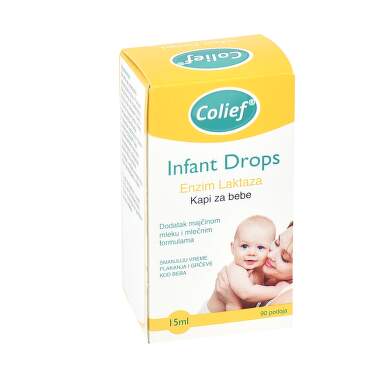 Colief®
Infant Drops
Enzim Laktaza
Kapi za bebe
Dodatak majčinom
mleku i mlečnim
formulama
SMANJUJU VREME
PLAKANJA I GRČEVE
KOD BEBA
15ml
90 podoja
Colief®